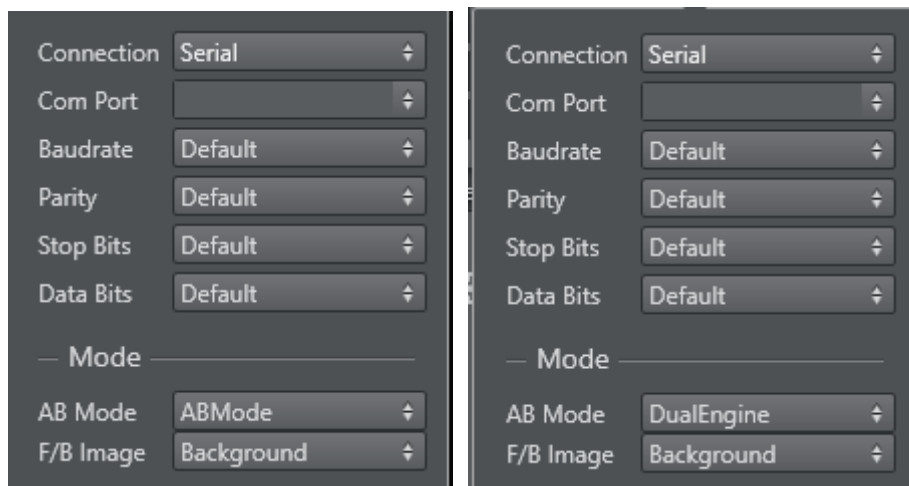 Connection Serial
Com Port
Baudrate Default
Parity Default
Stop Bits Default
Data Bits Default
Mode
AB Mode ABMode
F/B Image Background
Connection Serial
Com Port
Baudrate Default
Parity Default
Stop Bits Default
Data Bits Default
Mode
AB Mode DualEngine
F/B Image Background